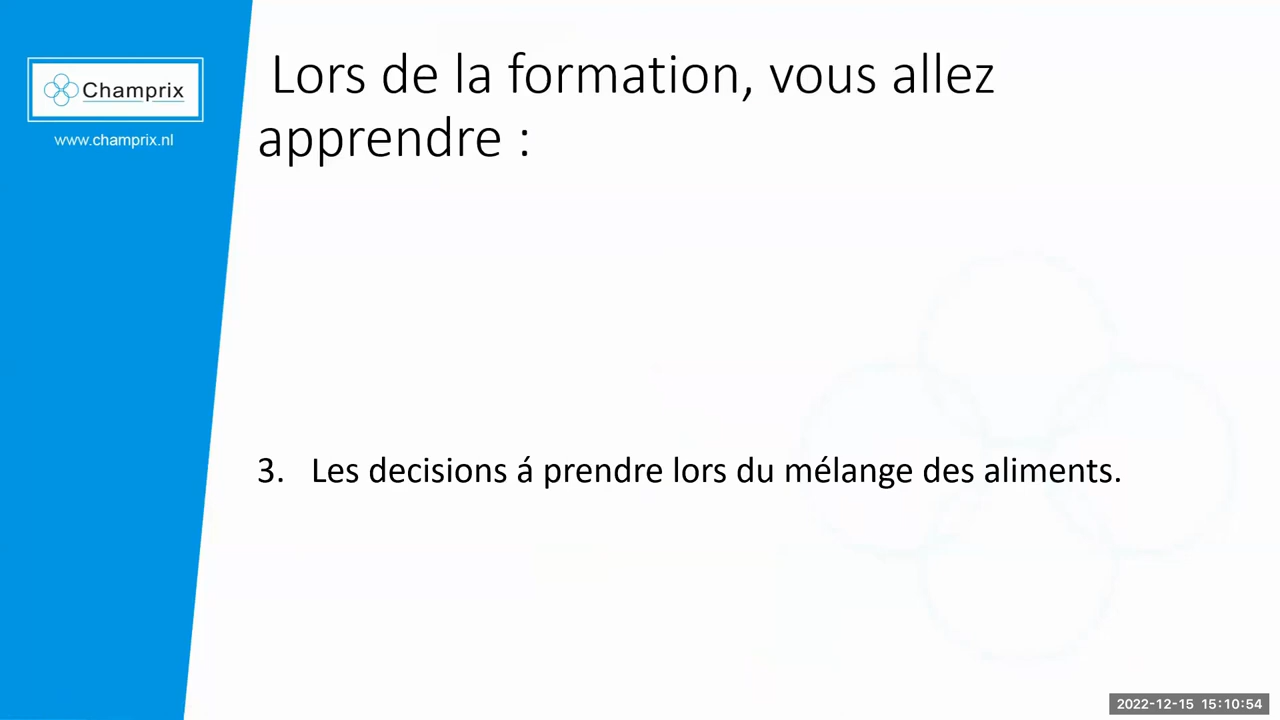 Champrix
www.champrix.nl
Lors de la formation, vous allez
apprendre :
3. Les decisions á prendre lors du mélange des aliments.
2022-12-15 15:10:54